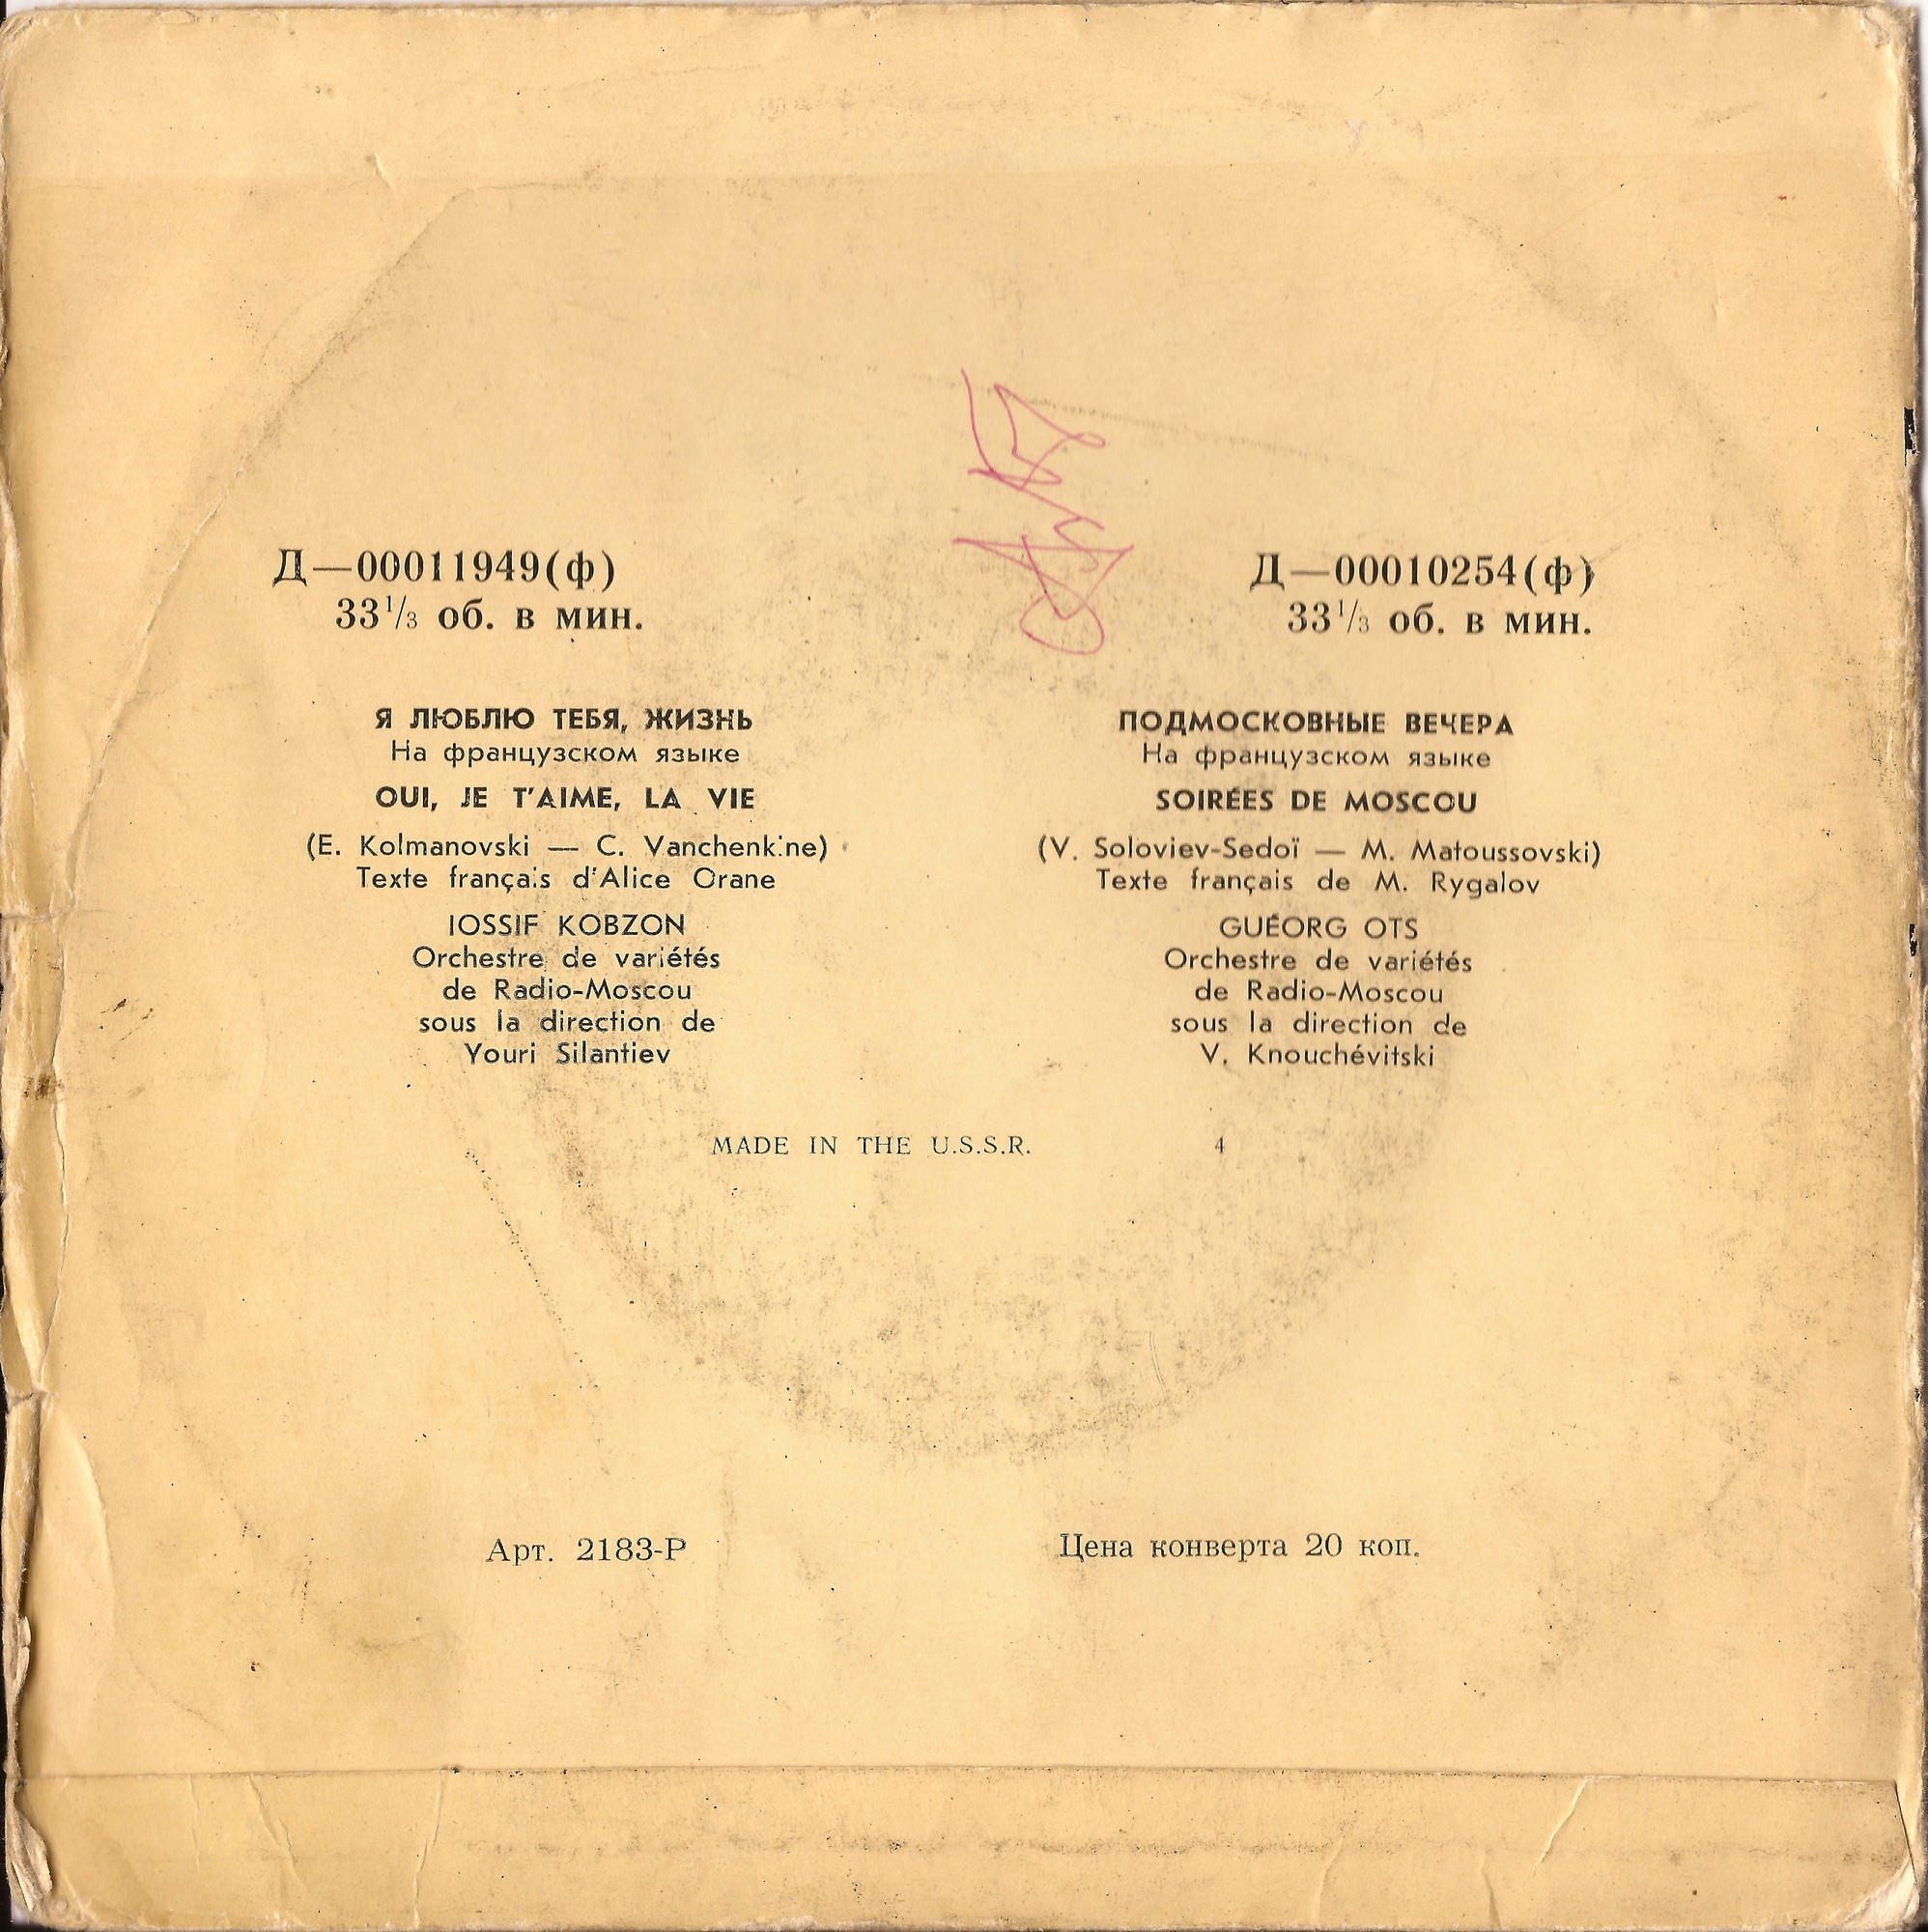 Д—00011949(ф)
33 1/3 об. в мин.
Я ЛЮБЛЮ ТЕБЯ, ЖИЗНЬ
На французском языке
OUI, JE T'AIME, LA VIE
(E. Kolmanovski — C. Vanchenkine)
Texte français d'Alice Orane
IOSSIF KOBZON
Orchestre de variétés
de Radio-Moscou
sous la direction de
Youri Silantiev
Д—00010254(ф)
33 1/3 об. в мин.
ПОДМОСКОВНЫЕ ВЕЧЕРА
На французском языке
SOIRÉES DE MOSCOU
(V. Soloviev-Sedoï — M. Matoussovski)
Texte français de M. Rygalov
GUÉORG OTS
Orchestre de variétés
de Radio-Moscou
sous la direction de
V. Knouchévitski
MADE IN THE U.S.S.R. 4
Арт. 2183-Р
Цена конверта 20 коп.